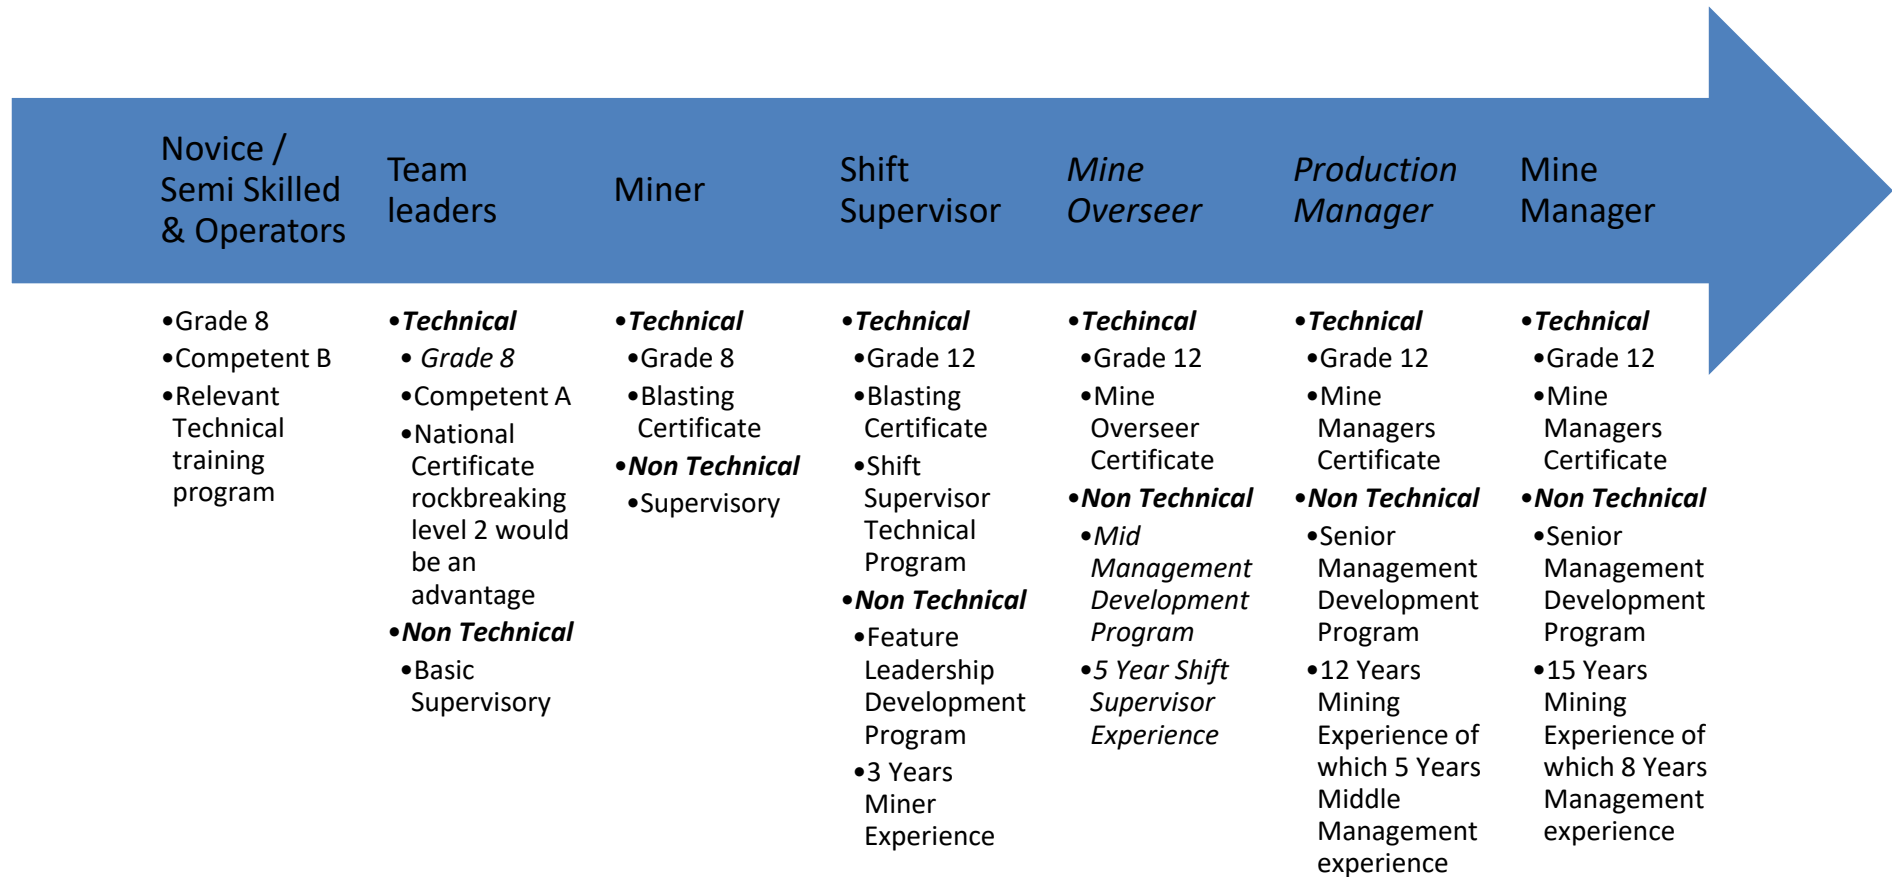 Novice /
Semi Skilled
& Operators
Team
leaders
Miner
Shift
Supervisor
Mine
Overseer
Production
Manager
Mine
Manager
•Grade 8
•Competent B
•Relevant
Technical
training
program
•Technical
• Grade 8
•Competent A
•National
Certificate
rockbreaking
level 2 would
be an
advantage
•Non Technical
•Basic
Supervisory
•Technical
•Grade 8
•Blasting
Certificate
•Non Technical
•Supervisory
•Technical
•Grade 12
•Blasting
Certificate
•Shift
Supervisor
Technical
Program
•Non Technical
•Feature
Leadership
Development
Program
•3 Years
Miner
Experience
•Techincal
•Grade 12
•Mine
Overseer
Certificate
•Non Technical
•Mid
Management
Development
Program
•5 Year Shift
Supervisor
Experience
•Technical
•Grade 12
•Mine
Managers
Certificate
•Non Technical
•Senior
Management
Development
Program
•12 Years
Mining
Experience of
which 5 Years
Middle
Management
experience
•Technical
•Grade 12
•Mine
Managers
Certificate
•Non Technical
•Senior
Management
Development
Program
•15 Years
Mining
Experience of
which 8 Years
Management
experience